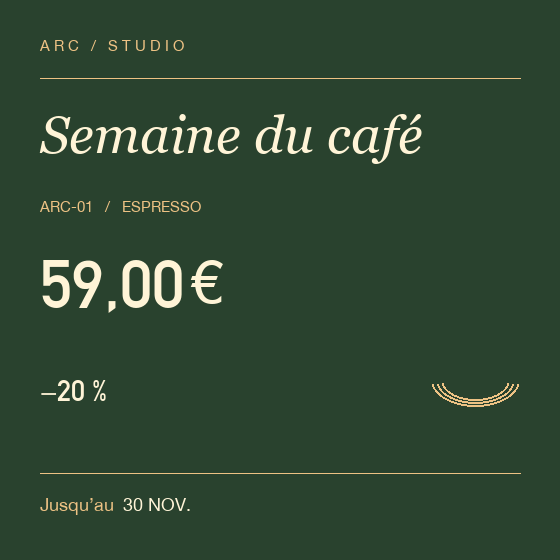 ARC / STUDIO
Semaine du café
ARC-01 / ESPRESSO
59,00 €
–20 %
Jusqu’au 30 NOV.